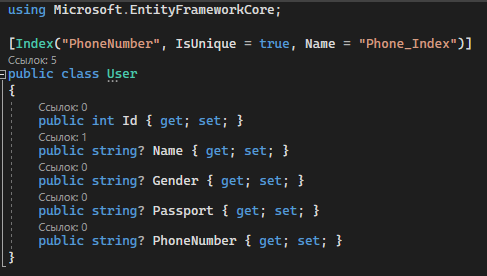 using Microsoft.EntityFrameworkCore;
[Index("PhoneNumber", IsUnique = true, Name = "Phone_Index")]
Ссылок: 5
public class User
{
Ссылок: 0
public int Id { get; set; }
Ссылок: 1
public string? Name { get; set; }
Ссылок: 0
public string? Gender { get; set; }
Ссылок: 0
public string? Passport { get; set; }
Ссылок: 0
public string? PhoneNumber { get; set; }
}